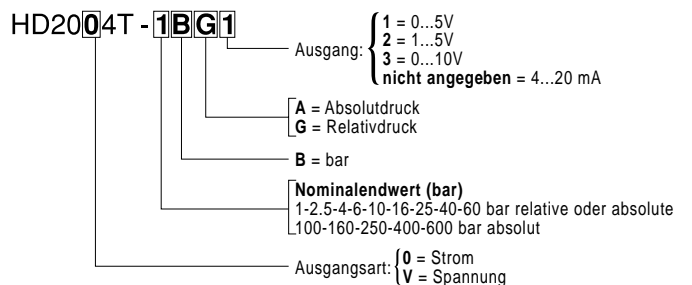 HD2004T - 1BG1
Ausgang:
1 = 0...5V
2 = 1...5V
3 = 0...10V
nicht angegeben = 4...20 mA
A = Absolutdruck
G = Relativdruck
B = bar
Nominalendwert (bar)
1-2.5-4-6-10-16-25-40-60 bar relative oder absolute
100-160-250-400-600 bar absolut
Ausgangsart:
0 = Strom
V = Spannung